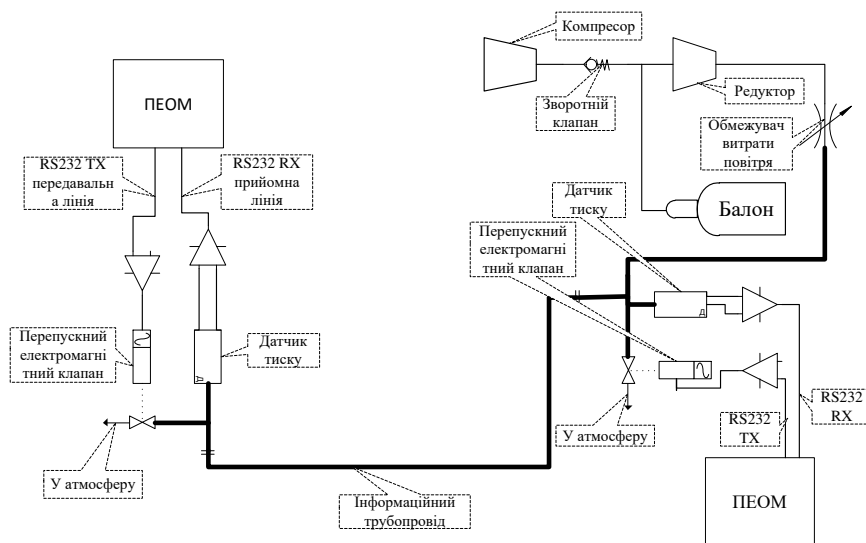 Компресор
Редуктор
Зворотній
клапан
Обмежувач
витрати
повітря
ПЕОМ
RS232 TX
передавальн
а лінія
RS232 RX
прийомна
лінія
Датчик
тиску
Балон
Перепускний
електромагні
тний клапан
Д
Перепускний
електромагні
тний клапан
Датчик
тиску
Д
У атмосферу
RS232
RX
RS232
TX
У атмосферу
Інформаційний
трубопровід
ПЕОМ